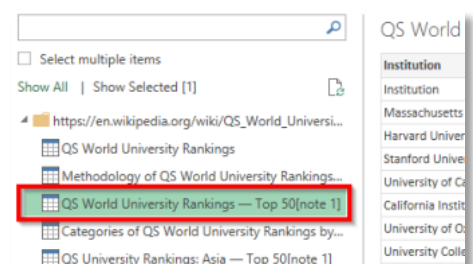 QS World
Select multiple items
Show All | Show Selected [1]
https://en.wikipedia.org/wiki/QS_World_Universi...
QS World University Rankings
Methodology of QS World University Rankings...
QS World University Rankings — Top 50[note 1]
Categories of QS World University Rankings by...
QS University Rankings: Asia — Top 50[note 1]
Institution
Institution
Massachusetts
Harvard Univer
Stanford Unive
University of Ca
California Instit
University of O
University Colle